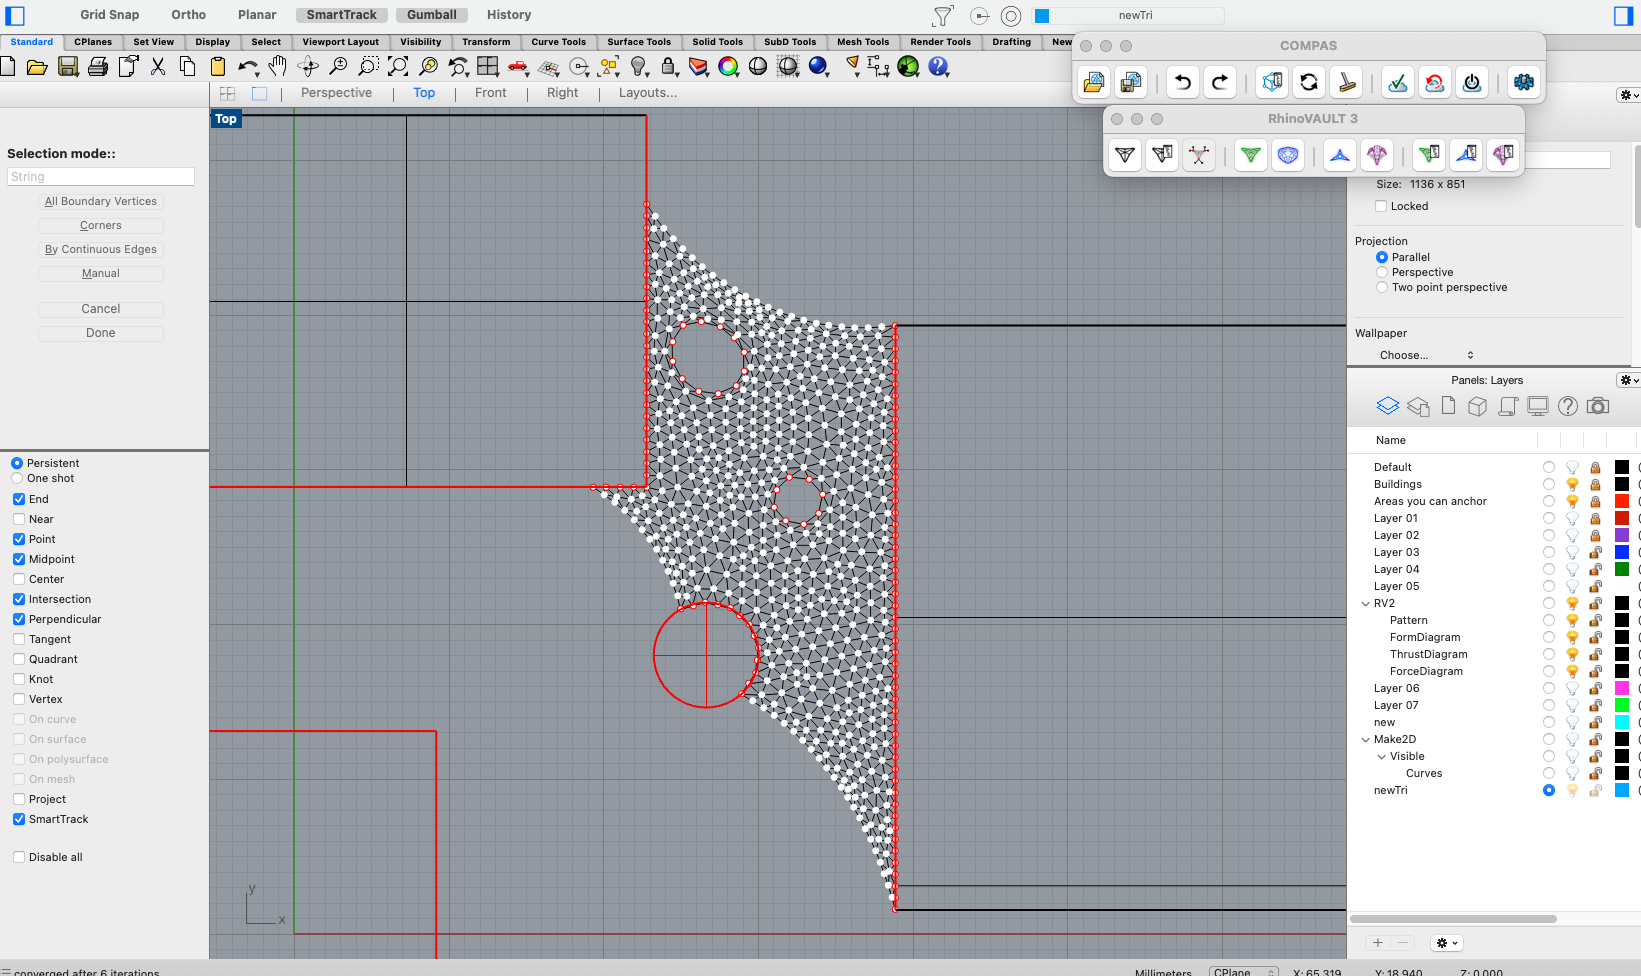 Grid Snap Ortho Planar SmartTrack Gumball History newTri
Standard CPlanes Set View Display Select Viewport Layout Visibility Transform Curve Tools Surface Tools Solid Tools SubD Tools Mesh Tools Render Tools Drafting New
COMPAS
Perspective Top Front Right Layouts...
RhinoVAULT 3
Top
Selection mode::
String
All Boundary Vertices
Corners
By Continuous Edges
Manual
Cancel
Done
Size: 1136 x 851
Locked
Projection
Parallel
Perspective
Two point perspective
Wallpaper
Choose...
Panels: Layers
Name
Default
Buildings
Areas you can anchor
Layer 01
Layer 02
Layer 03
Layer 04
Layer 05
RV2
Pattern
FormDiagram
ThrustDiagram
ForceDiagram
Layer 06
Layer 07
new
Make2D
Visible
Curves
newTri
Persistent
One shot
End
Near
Point
Midpoint
Center
Intersection
Perpendicular
Tangent
Quadrant
Knot
Vertex
On curve
On surface
On polysurface
On mesh
Project
SmartTrack
Disable all
y
x
converged after 6 iterations
Millimeters CPlane X: 65.319 Y: 18.940 Z: 0.000